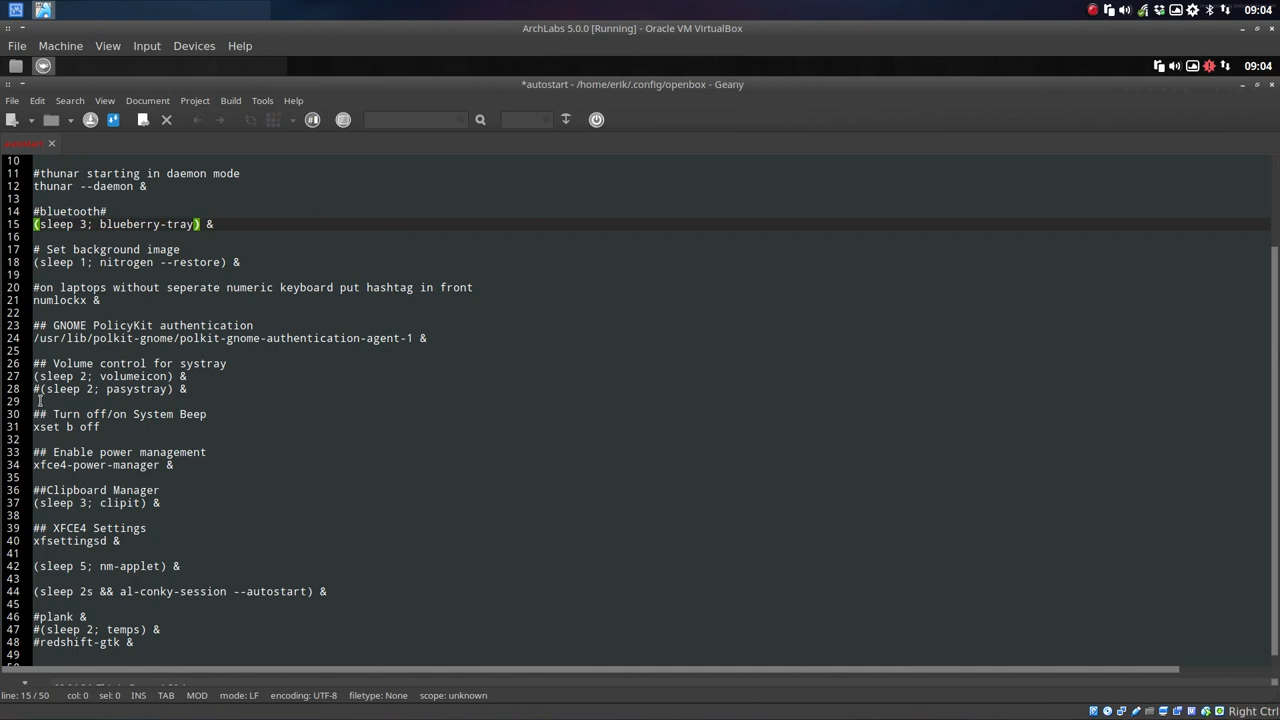 09:04
ArchLabs 5.0.0 [Running] - Oracle VM VirtualBox
File Machine View Input Devices Help
09:04
*autostart - /home/erik/.config/openbox - Geany
File Edit Search View Document Project Build Tools Help
autostart
10
11 #thunar starting in daemon mode
12 thunar --daemon &
13
14 #bluetooth#
15 (sleep 3; blueberry-tray) &
16
17 # Set background image
18 (sleep 1; nitrogen --restore) &
19
20 #on laptops without seperate numeric keyboard put hashtag in front
21 numlockx &
22
23 ## GNOME PolicyKit authentication
24 /usr/lib/polkit-gnome/polkit-gnome-authentication-agent-1 &
25
26 ## Volume control for systray
27 (sleep 2; volumeicon) &
28 #(sleep 2; pasystray) &
29
30 ## Turn off/on System Beep
31 xset b off
32
33 ## Enable power management
34 xfce4-power-manager &
35
36 ##Clipboard Manager
37 (sleep 3; clipit) &
38
39 ## XFCE4 Settings
40 xfsettingsd &
41
42 (sleep 5; nm-applet) &
43
44 (sleep 2s && al-conky-session --autostart) &
45
46 #plank &
47 #(sleep 2; temps) &
48 #redshift-gtk &
49
line: 15 / 50 col: 0 sel: 0 INS TAB MOD mode: LF encoding: UTF-8 filetype: None scope: unknown
Right Ctrl